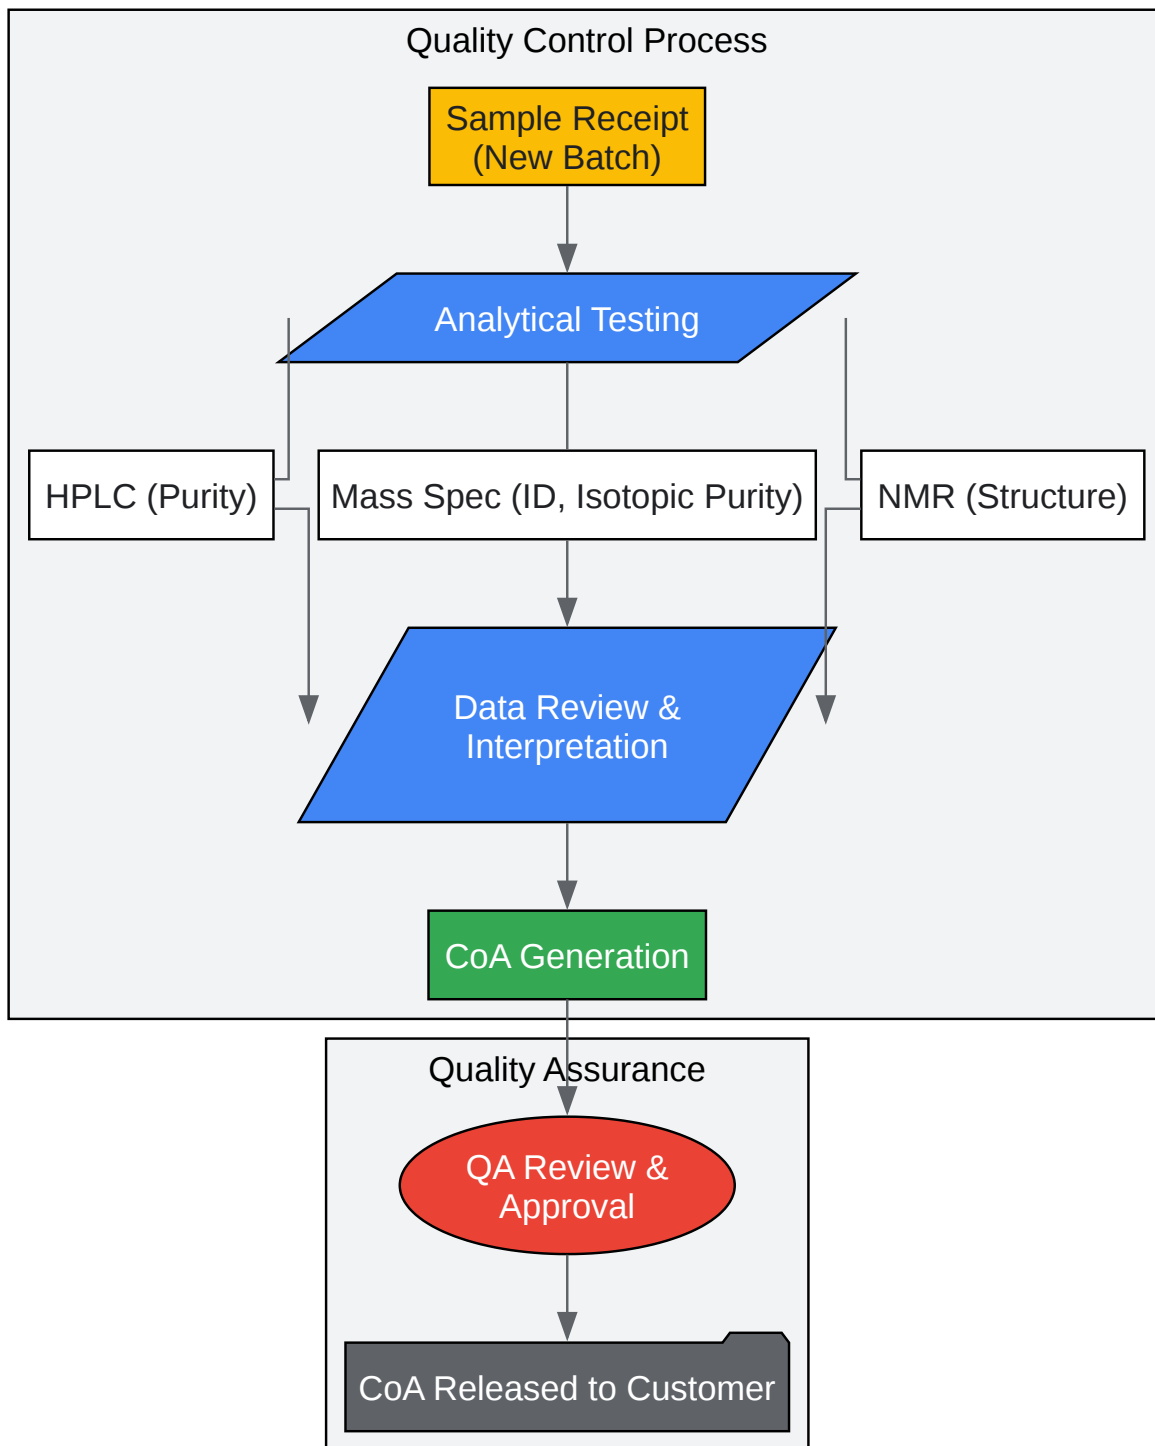 Quality Control Process
Sample Receipt
(New Batch)
Analytical Testing
HPLC (Purity)
Mass Spec (ID, Isotopic Purity)
NMR (Structure)
Data Review &
Interpretation
CoA Generation
Quality Assurance
QA Review &
Approval
CoA Released to Customer